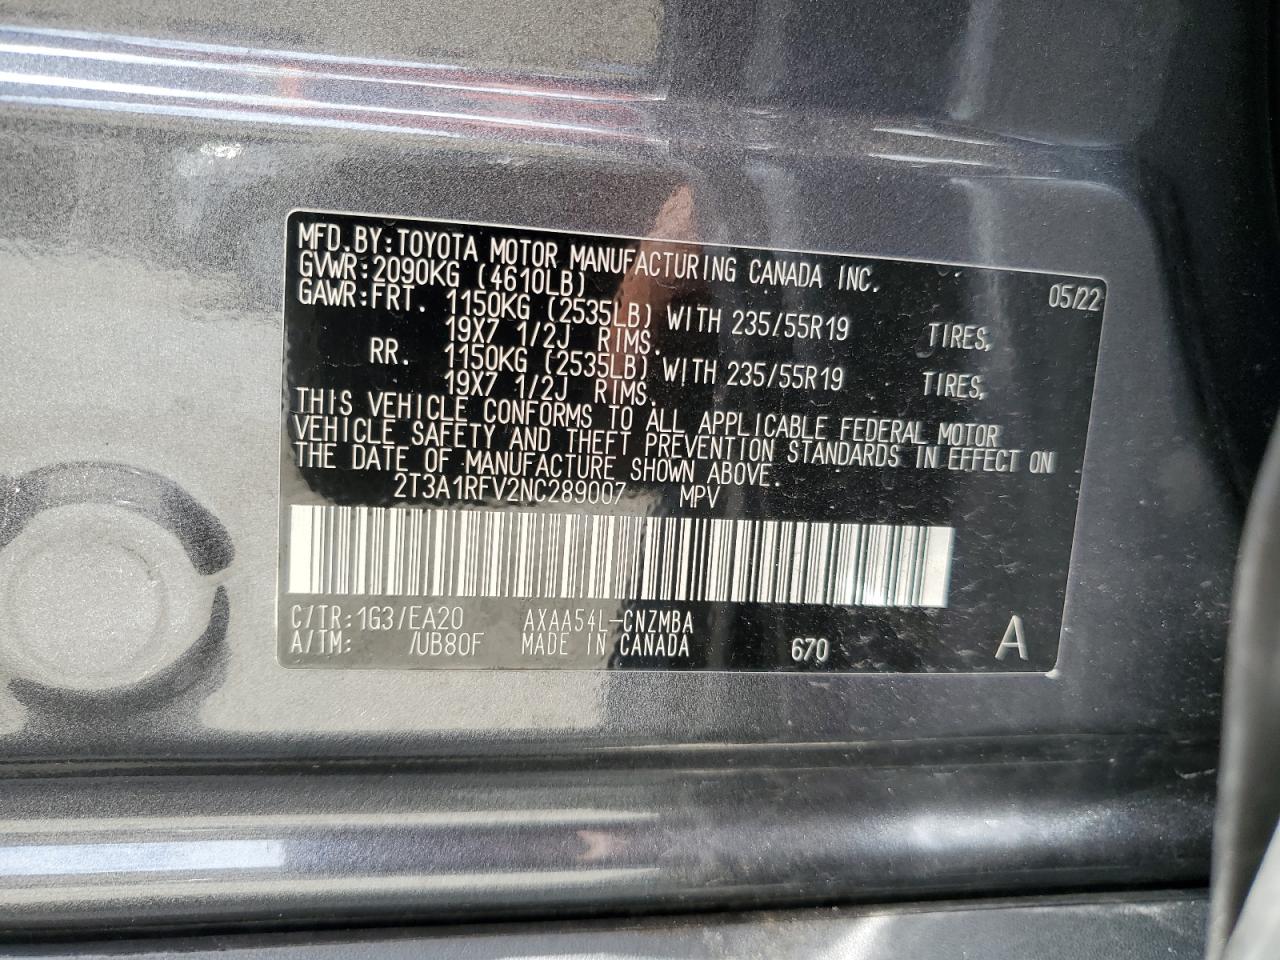 MFD.BY:TOYOTA MOTOR MANUFACTURING CANADA INC.
GVWR:2090KG (4610LB) 05/22
GAWR:FRT. 1150KG (2535LB) WITH 235/55R19 TIRES,
19X7 1/2J RIMS.
RR. 1150KG (2535LB) WITH 235/55R19 TIRES,
19X7 1/2J RIMS.
THIS VEHICLE CONFORMS TO ALL APPLICABLE FEDERAL MOTOR
VEHICLE SAFETY AND THEFT PREVENTION STANDARDS IN EFFECT ON
THE DATE OF MANUFACTURE SHOWN ABOVE.
2T3A1RFV2NC289007 MPV
C/TR:1G3/EA20 AXAA54L-CNZMBA
A/TM: /UB80F MADE IN CANADA 670 A